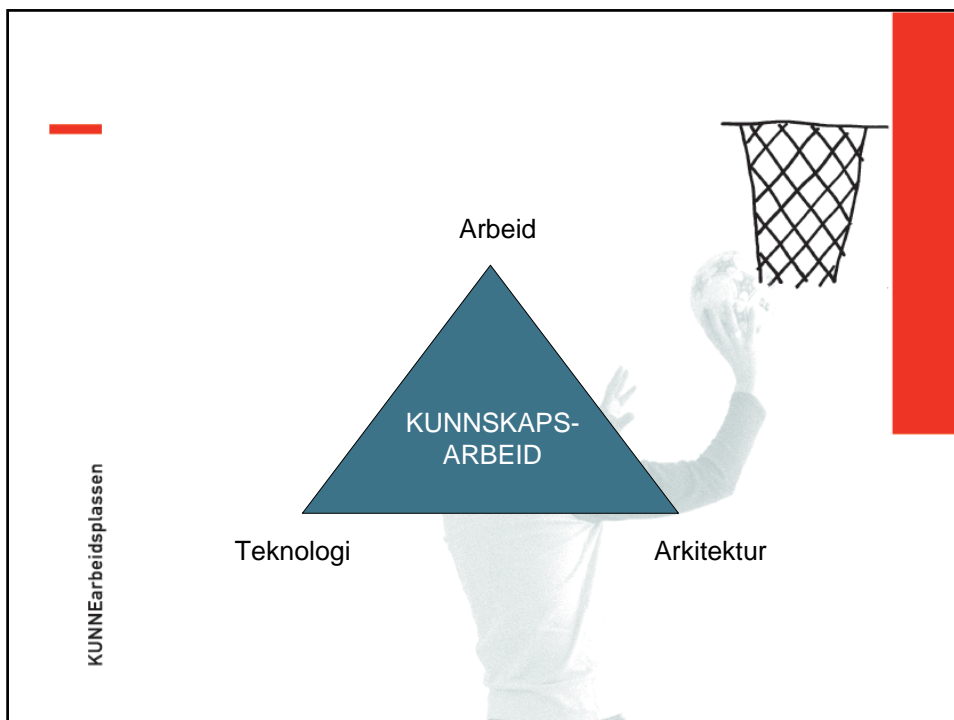 Arbeid
KUNNSKAPS-
ARBEID
Teknologi
Arkitektur
KUNNEarbeidsplassen